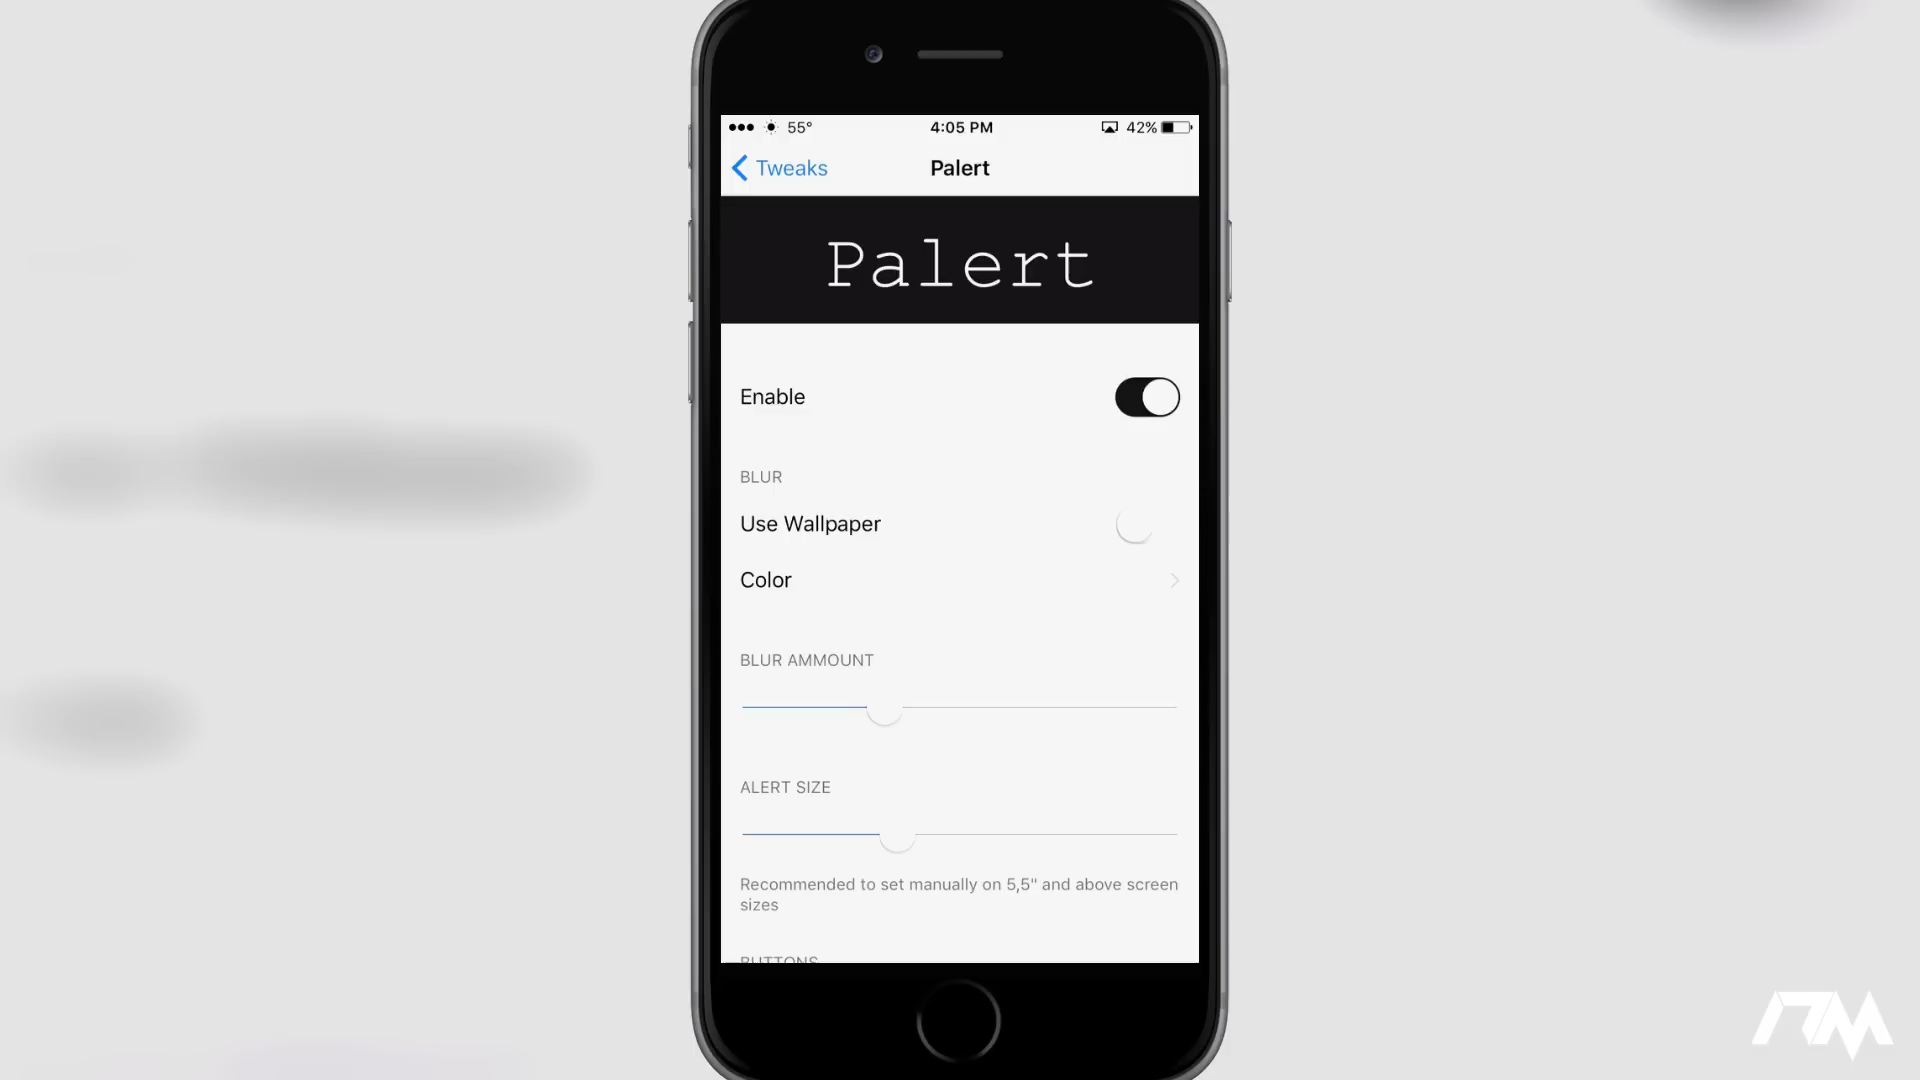 55° 4:05 PM 42%
Tweaks Palert
Palert
Enable
BLUR
Use Wallpaper
Color
BLUR AMMOUNT
ALERT SIZE
Recommended to set manually on 5,5" and above screen
sizes
BUTTONS